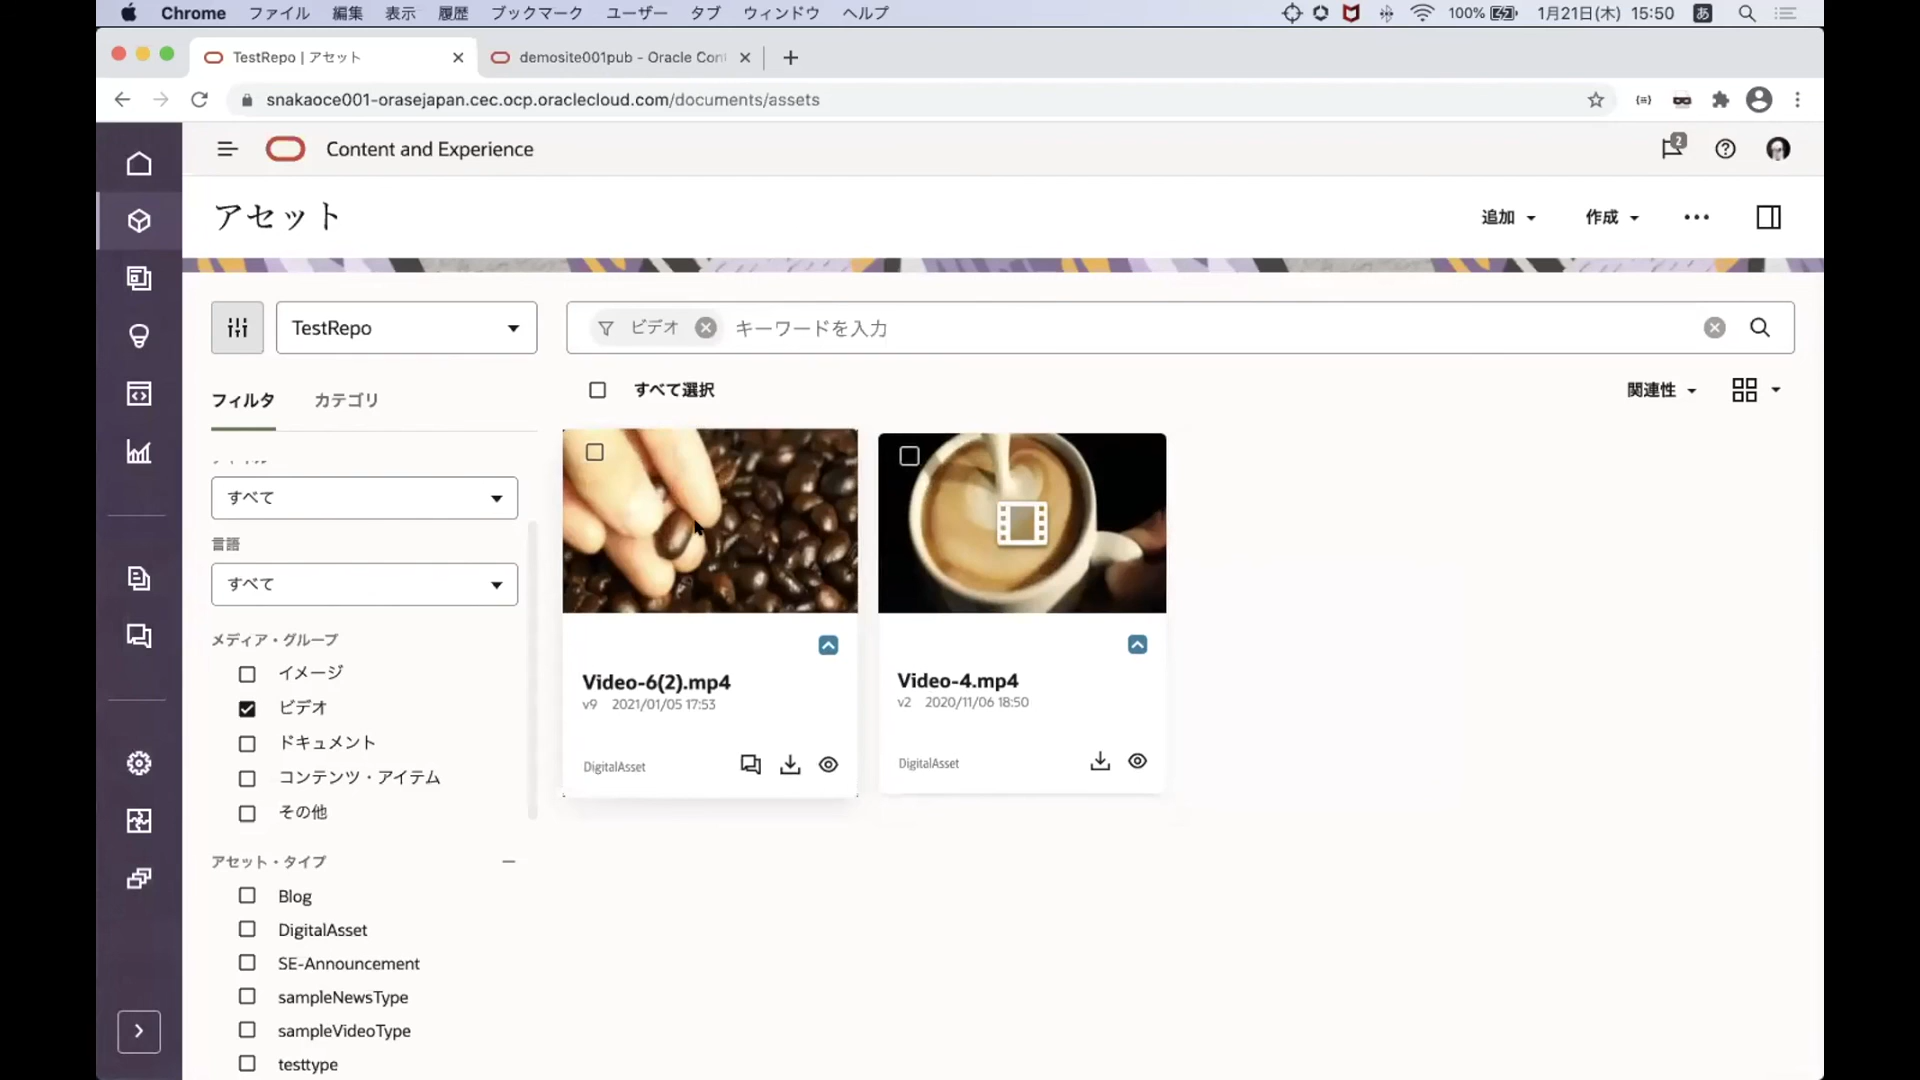 Chrome ファイル 編集 表示 履歴 ブックマーク ユーザー タブ ウィンドウ ヘルプ 100% 1月21日(木) 15:50 あ
TestRepo | アセット demosite001pub - Oracle Con
snakaoce001-orasejapan.cec.ocp.oraclecloud.com/documents/assets
Content and Experience 2
アセット 追加 作成
TestRepo ビデオ キーワードを入力
すべて選択 関連性
フィルタ カテゴリ
すべて
言語
すべて
メディア・グループ
イメージ
ビデオ
ドキュメント
コンテンツ・アイテム
その他
アセット・タイプ
Blog
DigitalAsset
SE-Announcement
sampleNewsType
sampleVideoType
testtype
Video-6(2).mp4
v9 2021/01/05 17:53
DigitalAsset
Video-4.mp4
v2 2020/11/06 18:50
DigitalAsset